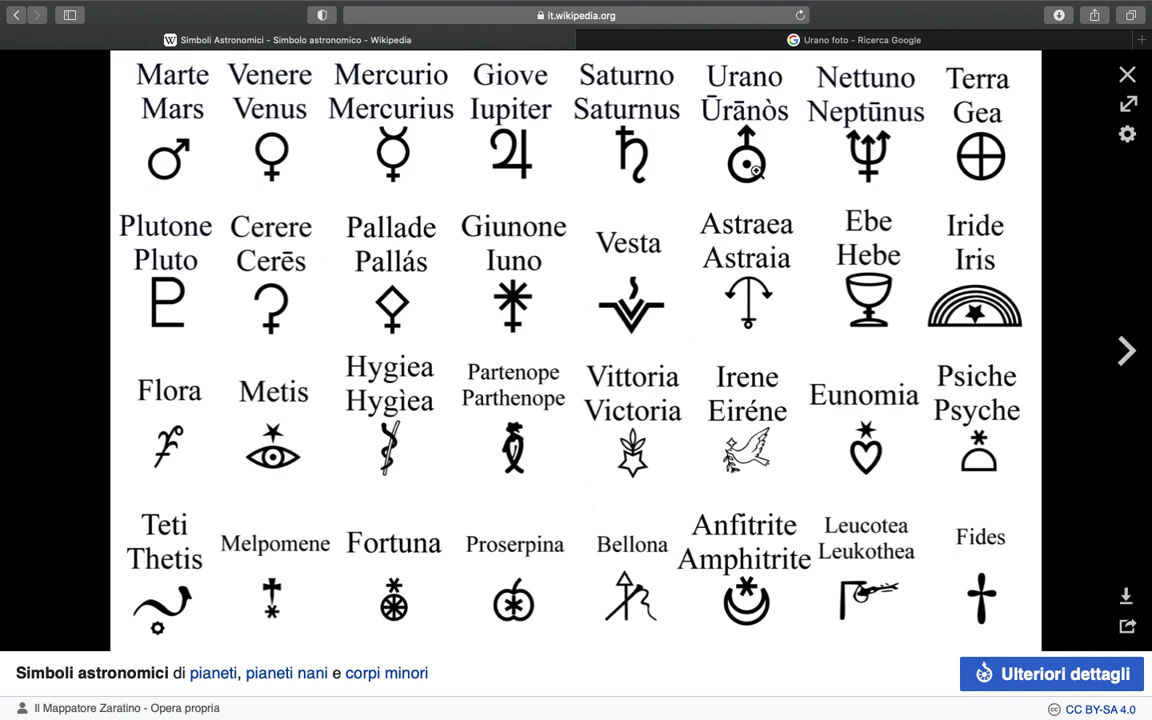 it.wikipedia.org
Simboli Astronomici - Simbolo astronomico - Wikipedia
Urano foto - Ricerca Google
Marte Venere Mercurio Giove Saturno Urano Nettuno Terra
Mars Venus Mercurius Iupiter Saturnus Ūrānòs Neptūnus Gea
Plutone Cerere Pallade Giunone Vesta Astraea Ebe Iride
Pluto Cerēs Pallás Iuno Astraia Hebe Iris
Flora Metis Hygiea Partenope Vittoria Irene Eunomia Psiche
Hygìea Parthenope Victoria Eiréne Psyche
Teti Melpomene Fortuna Proserpina Bellona Anfitrite Leucotea Fides
Thetis Amphitrite Leukothea
Simboli astronomici di pianeti, pianeti nani e corpi minori
Ulteriori dettagli
Il Mappatore Zaratino - Opera propria
CC BY-SA 4.0